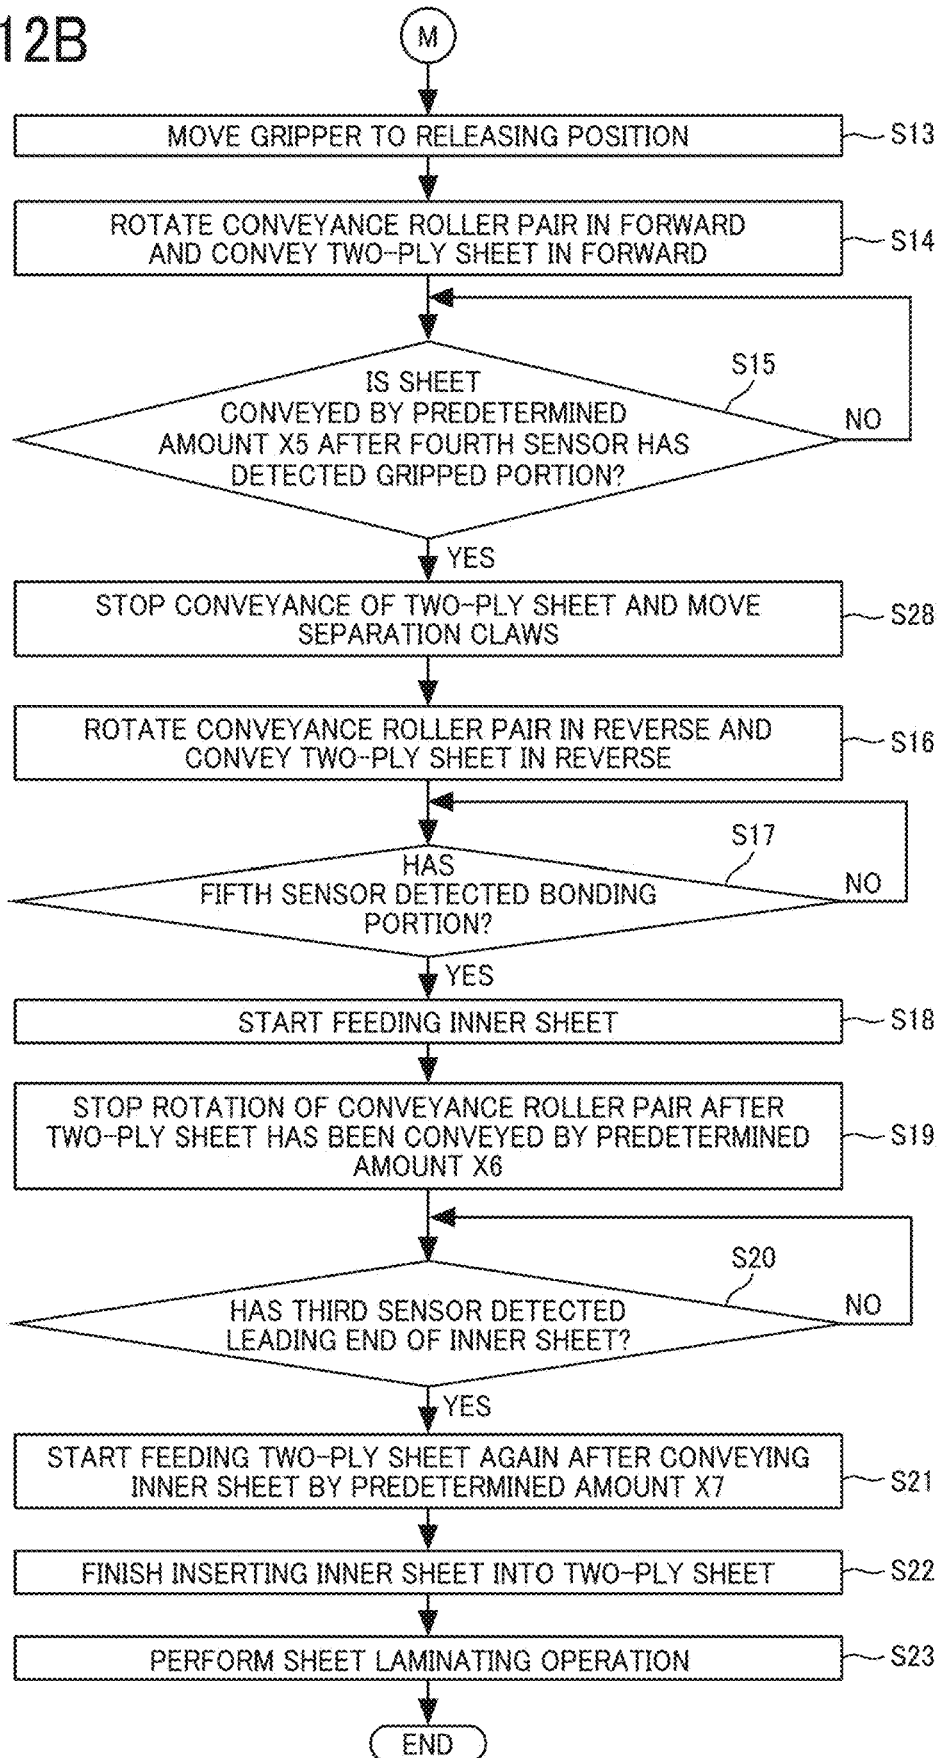 12B
M
MOVE GRIPPER TO RELEASING POSITION
S13
ROTATE CONVEYANCE ROLLER PAIR IN FORWARD
AND CONVEY TWO-PLY SHEET IN FORWARD
S14
S15
IS SHEET
CONVEYED BY PREDETERMINED
AMOUNT X5 AFTER FOURTH SENSOR HAS
DETECTED GRIPPED PORTION?
NO
YES
STOP CONVEYANCE OF TWO-PLY SHEET AND MOVE
SEPARATION CLAWS
S28
ROTATE CONVEYANCE ROLLER PAIR IN REVERSE AND
CONVEY TWO-PLY SHEET IN REVERSE
S16
S17
HAS
FIFTH SENSOR DETECTED BONDING
PORTION?
NO
YES
START FEEDING INNER SHEET
S18
STOP ROTATION OF CONVEYANCE ROLLER PAIR AFTER
TWO-PLY SHEET HAS BEEN CONVEYED BY PREDETERMINED
AMOUNT X6
S19
S20
HAS THIRD SENSOR DETECTED
LEADING END OF INNER SHEET?
NO
YES
START FEEDING TWO-PLY SHEET AGAIN AFTER CONVEYING
INNER SHEET BY PREDETERMINED AMOUNT X7
S21
FINISH INSERTING INNER SHEET INTO TWO-PLY SHEET
S22
PERFORM SHEET LAMINATING OPERATION
S23
END